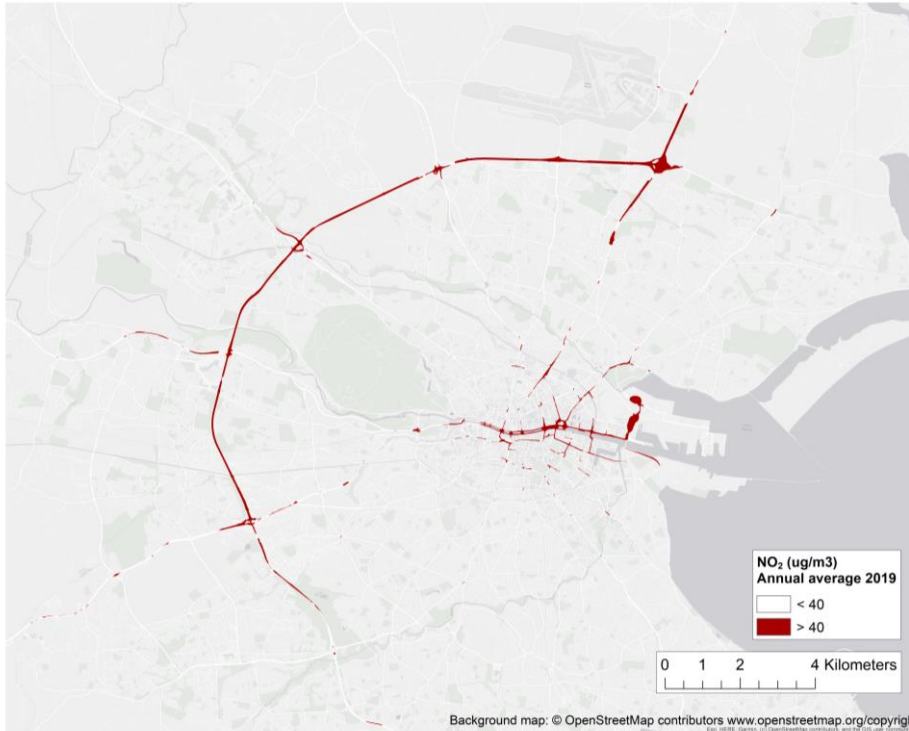 NO₂ (ug/m3)
Annual average 2019
< 40
> 40
0 1 2 4 Kilometers
Background map: © OpenStreetMap contributors www.openstreetmap.org/copyrigh